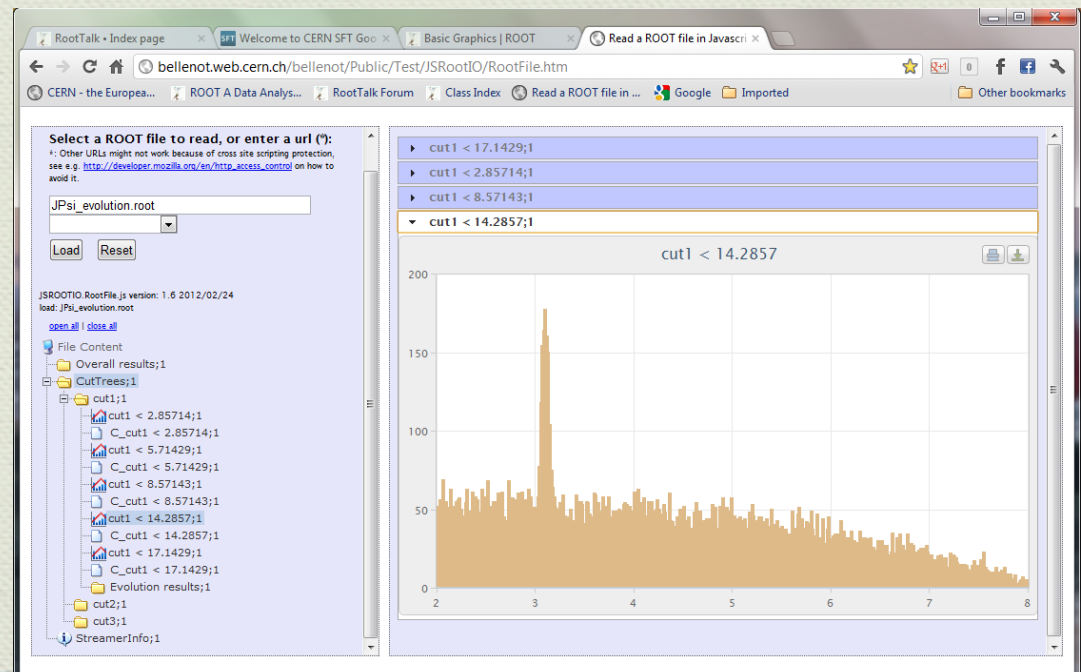 RootTalk • Index page
SFT Welcome to CERN SFT Goo
Basic Graphics | ROOT
Read a ROOT file in Javascri
bellenot.web.cern.ch/bellenot/Public/Test/JSRootIO/RootFile.htm
+1 0 f f
CERN - the Europea... ROOT A Data Analys... RootTalk Forum Class Index Read a ROOT file in ... Google Imported Other bookmarks
Select a ROOT file to read, or enter a url (*):
*: Other URLs might not work because of cross site scripting protection,
see e.g. http://developer.mozilla.org/en/http_access_control on how to
avoid it.
JPsi_evolution.root
Load Reset
JSROOTIO.RootFile.js version: 1.6 2012/02/24
load: JPsi_evolution.root
open all | close all
File Content
Overall results;1
CutTrees;1
cut1;1
cut1 < 2.85714;1
C_cut1 < 2.85714;1
cut1 < 5.71429;1
C_cut1 < 5.71429;1
cut1 < 8.57143;1
C_cut1 < 8.57143;1
cut1 < 14.2857;1
C_cut1 < 14.2857;1
cut1 < 17.1429;1
C_cut1 < 17.1429;1
Evolution results;1
cut2;1
cut3;1
StreamerInfo;1
cut1 < 17.1429;1
cut1 < 2.85714;1
cut1 < 8.57143;1
cut1 < 14.2857;1
cut1 < 14.2857
200
150
100
50
0
2 3 4 5 6 7 8